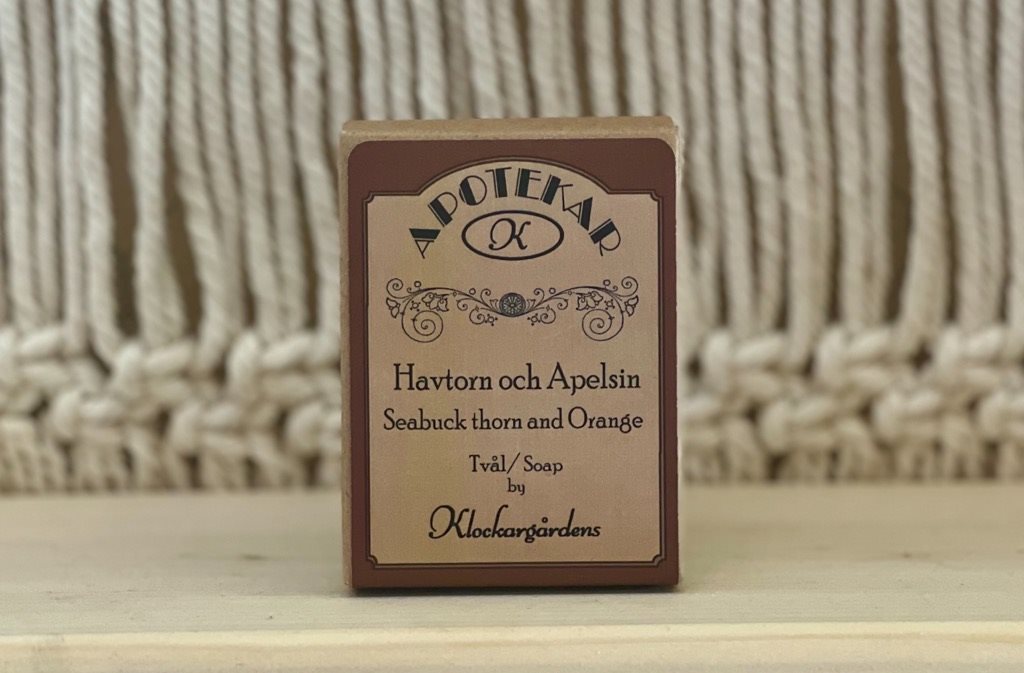 APOTEKAR
K
Havtorn och Apelsin
Seabuck thorn and Orange
Tvål/ Soap
by
Klockargårdens